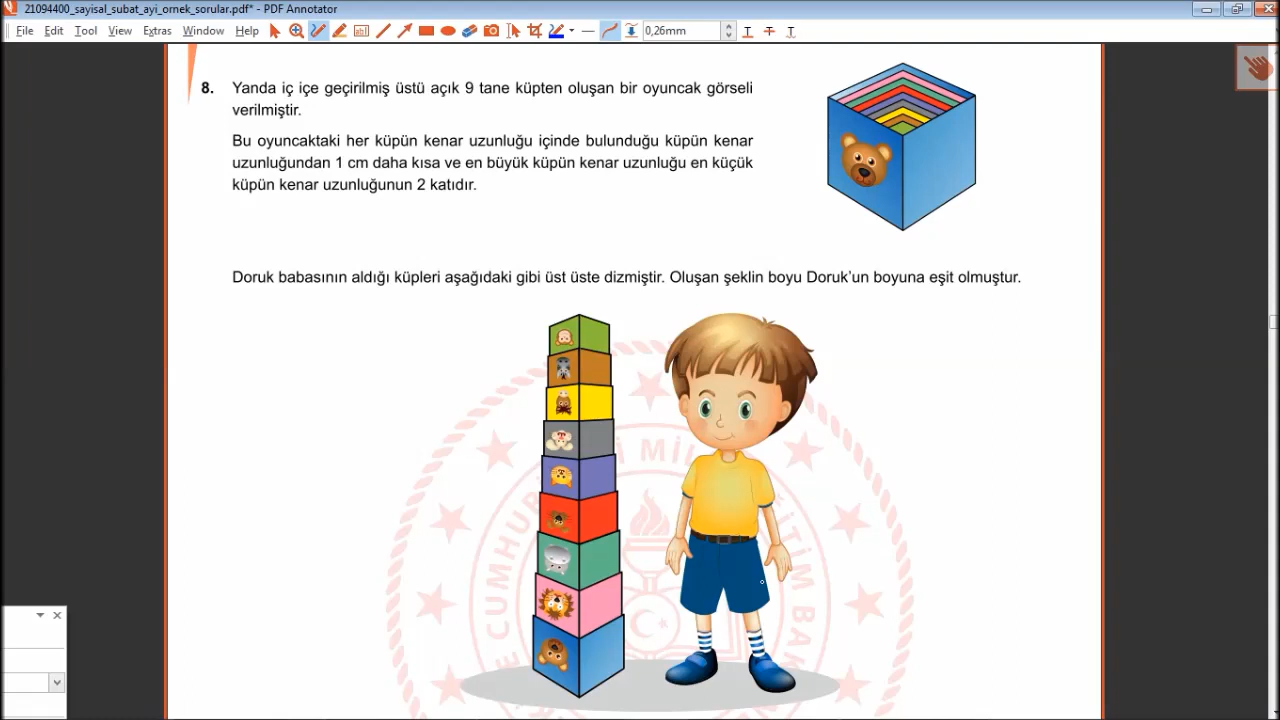 21094400_sayisal_subat_ayi_ornek_sorular.pdf* - PDF Annotator
File Edit Tool View Extras Window Help 0,26mm
8. Yanda iç içe geçirilmiş üstü açık 9 tane küpten oluşan bir oyuncak görseli
verilmiştir.
Bu oyuncaktaki her küpün kenar uzunluğu içinde bulunduğu küpün kenar
uzunluğundan 1 cm daha kısa ve en büyük küpün kenar uzunluğu en küçük
küpün kenar uzunluğunun 2 katıdır.
Doruk babasının aldığı küpleri aşağıdaki gibi üst üste dizmiştir. Oluşan şeklin boyu Doruk'un boyuna eşit olmuştur.